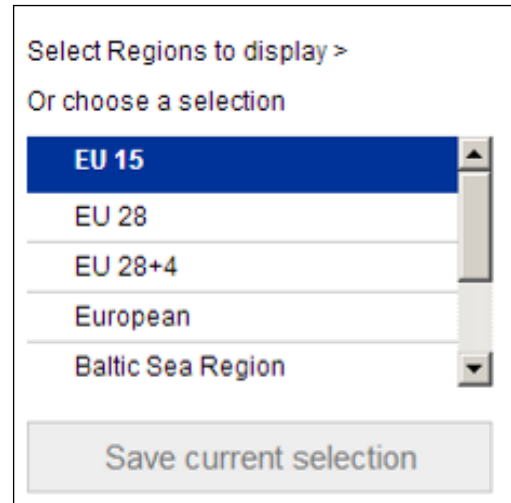 Select Regions to display >
Or choose a selection
EU 15
EU 28
EU 28+4
European
Baltic Sea Region
Save current selection